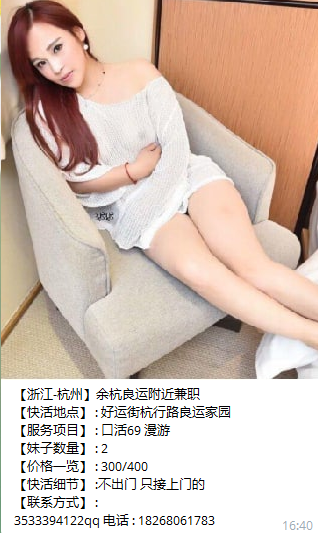 【浙江-杭州】余杭良运附近兼职
【快活地点】: 好运街杭行路良运家园
【服务项目】: 口活69 漫游
【妹子数量】: 2
【价格一览】: 300/400
【快活细节】:不出门 只接上门的
【联系方式】:
3533394122qq 电话 : 18268061783
16:40